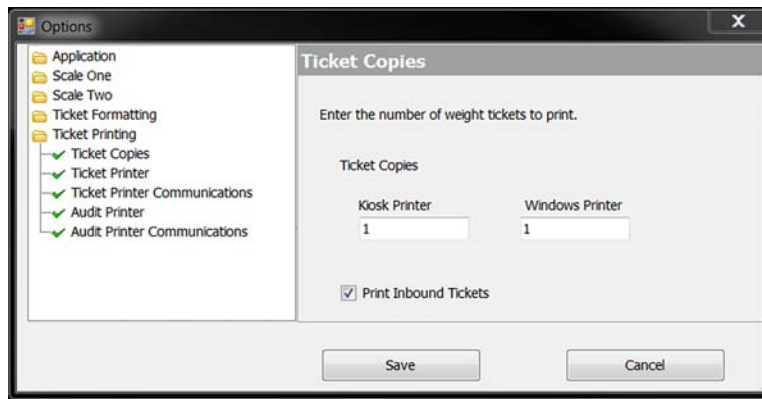 Options
X
Application
Scale One
Scale Two
Ticket Formatting
Ticket Printing
Ticket Copies
Ticket Printer
Ticket Printer Communications
Audit Printer
Audit Printer Communications
Ticket Copies
Enter the number of weight tickets to print.
Ticket Copies
Kiosk Printer Windows Printer
1 1
Print Inbound Tickets
Save Cancel